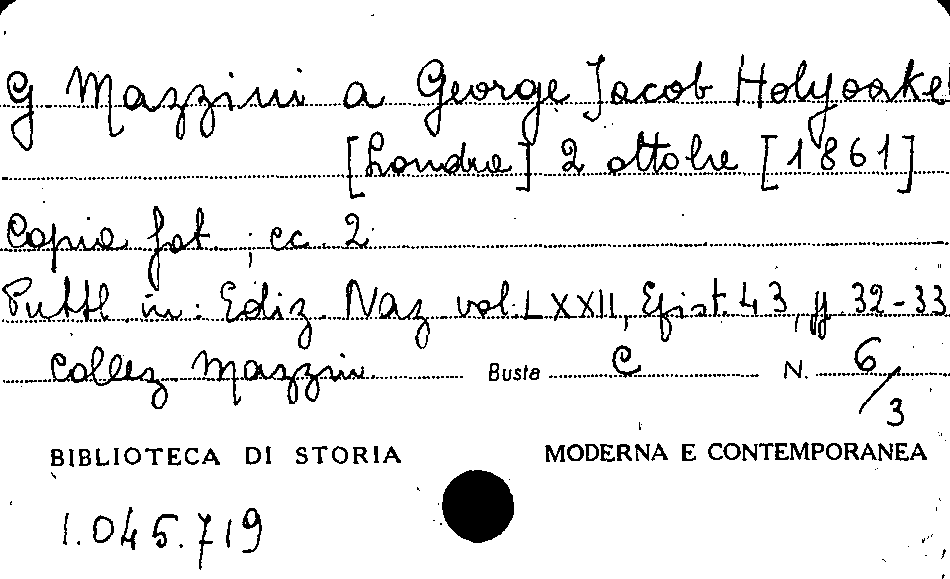 G Mazzini a George Jacob Holyoake
[Londra] 2 ottobre [1861]
Copia fot., cc. 2
Pubbl. in: Ediz. Naz. vol. LXXII, Epist. 43, pp 32-33
Collez Mazzini Busta C N. 6/3
BIBLIOTECA DI STORIA MODERNA E CONTEMPORANEA
1.045.719